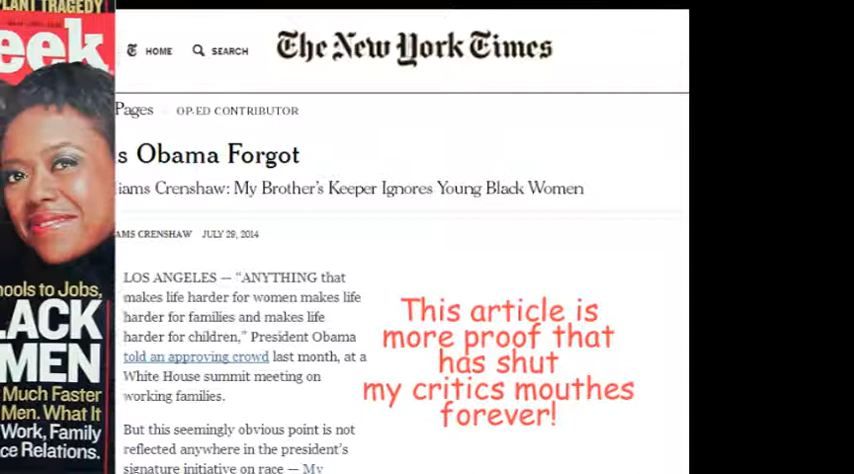 PLANT TRAGEDY
eek
HOME SEARCH The New York Times
Pages OP-ED CONTRIBUTOR
s Obama Forgot
iams Crenshaw: My Brother's Keeper Ignores Young Black Women
AMS CRENSHAW JULY 29, 2014
LOS ANGELES — “ANYTHING that
makes life harder for women makes life
harder for families and makes life
harder for children,” President Obama
told an approving crowd last month, at a
White House summit meeting on
working families.
But this seemingly obvious point is not
reflected anywhere in the president's
signature initiative on race — My
This article is
more proof that
has shut
my critics mouthes
forever!
hools to Jobs,
LACK
MEN
Much Faster
Men. What It
Work, Family
ce Relations.